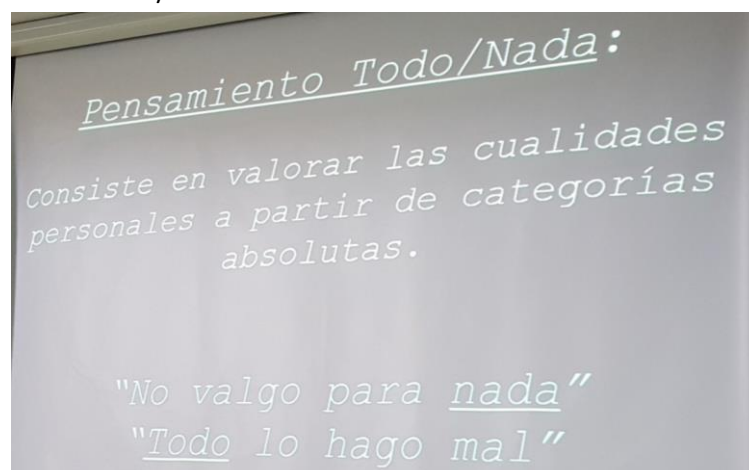 Pensamiento Todo/Nada:
Consiste en valorar las cualidades
personales a partir de categorías
absolutas.
"No valgo para nada"
"Todo lo hago mal"